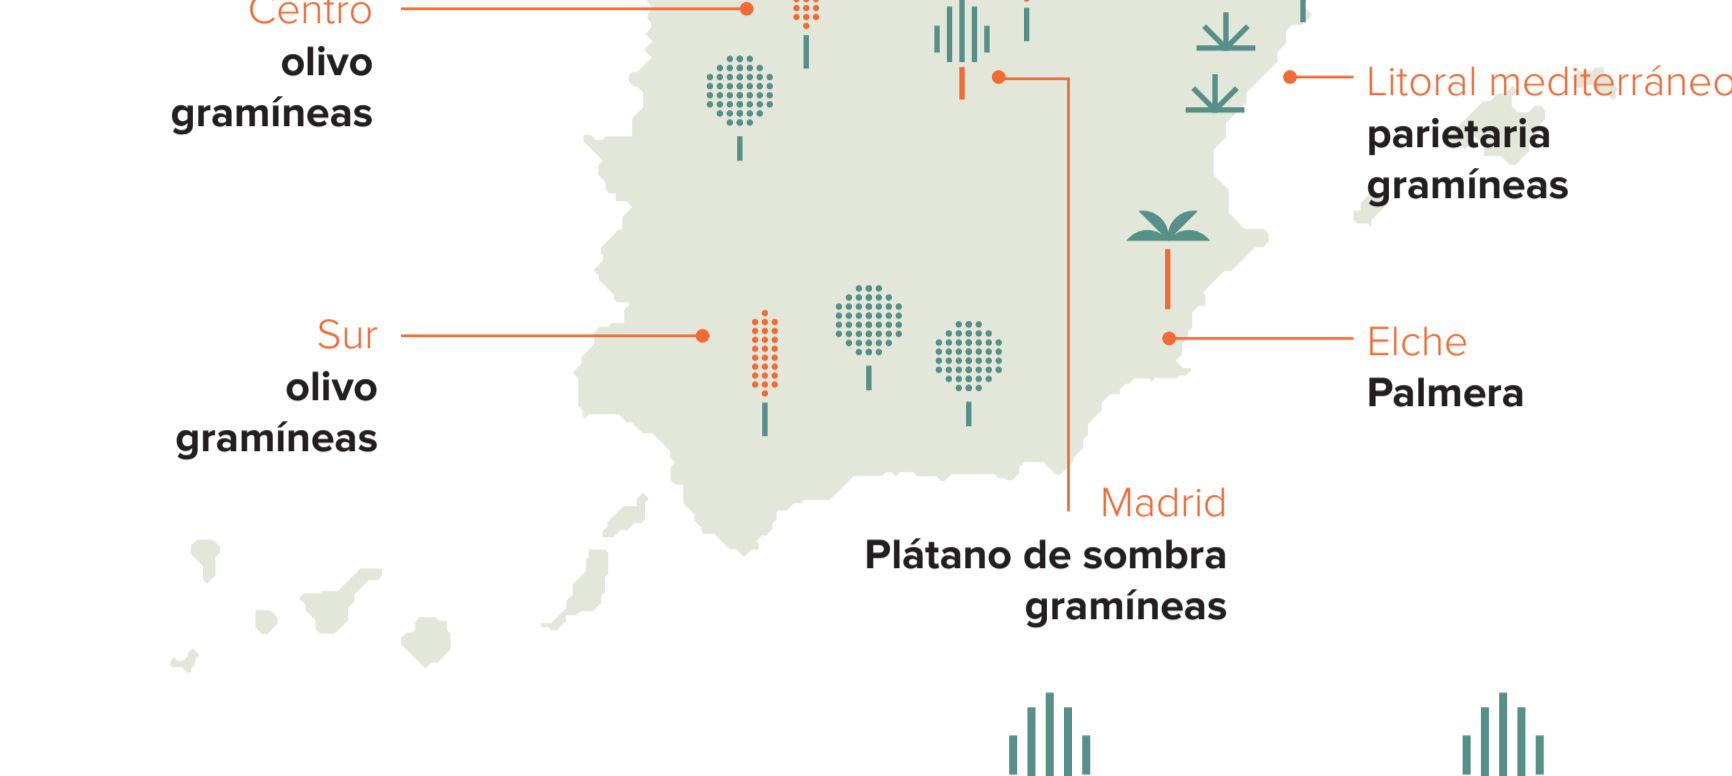 Centro
olivo
gramíneas
Litoral mediterráneo
parietaria
gramíneas
Sur
olivo
gramíneas
Elche
Palmera
Madrid
Plátano de sombra
gramíneas